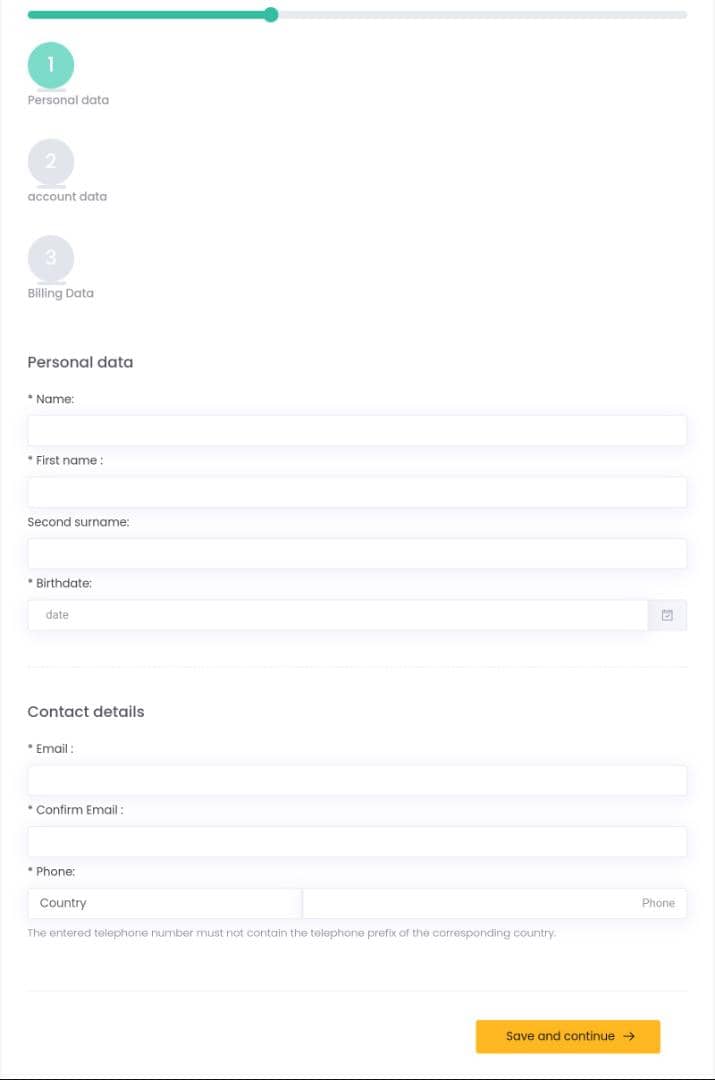 1
Personal data
2
account data
3
Billing Data
Personal data
* Name:
* First name :
Second surname:
* Birthdate:
date
Contact details
* Email :
* Confirm Email :
* Phone:
Country Phone
The entered telephone number must not contain the telephone prefix of the corresponding country.
Save and continue →